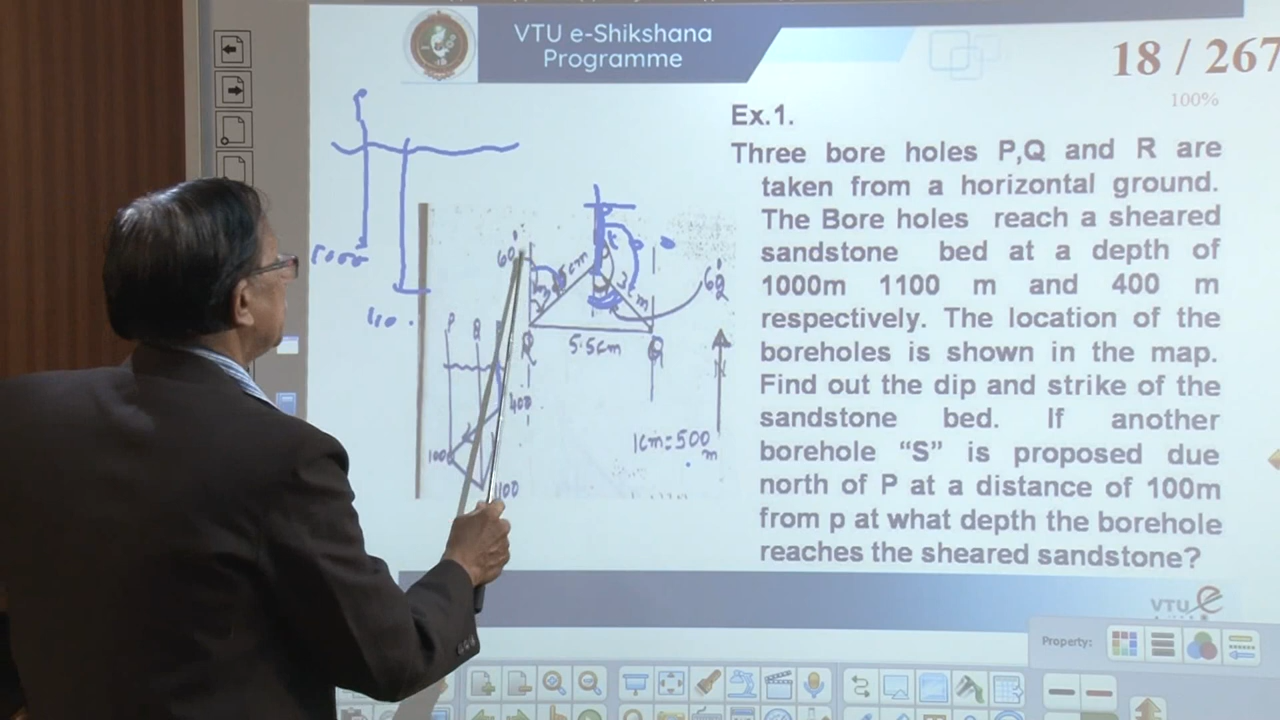 VTU e-Shikshana
Programme
18 / 267
100%
Ex.1.
Three bore holes P,Q and R are
taken from a horizontal ground.
The Bore holes reach a sheared
sandstone bed at a depth of
1000m 1100 m and 400 m
respectively. The location of the
boreholes is shown in the map.
Find out the dip and strike of the
sandstone bed. If another
borehole “S” is proposed due
north of P at a distance of 100m
from p at what depth the borehole
reaches the sheared sandstone?
60°
5.5cm
Q
N
1cm=500
m
P Q
400
1100
VTU
Property: